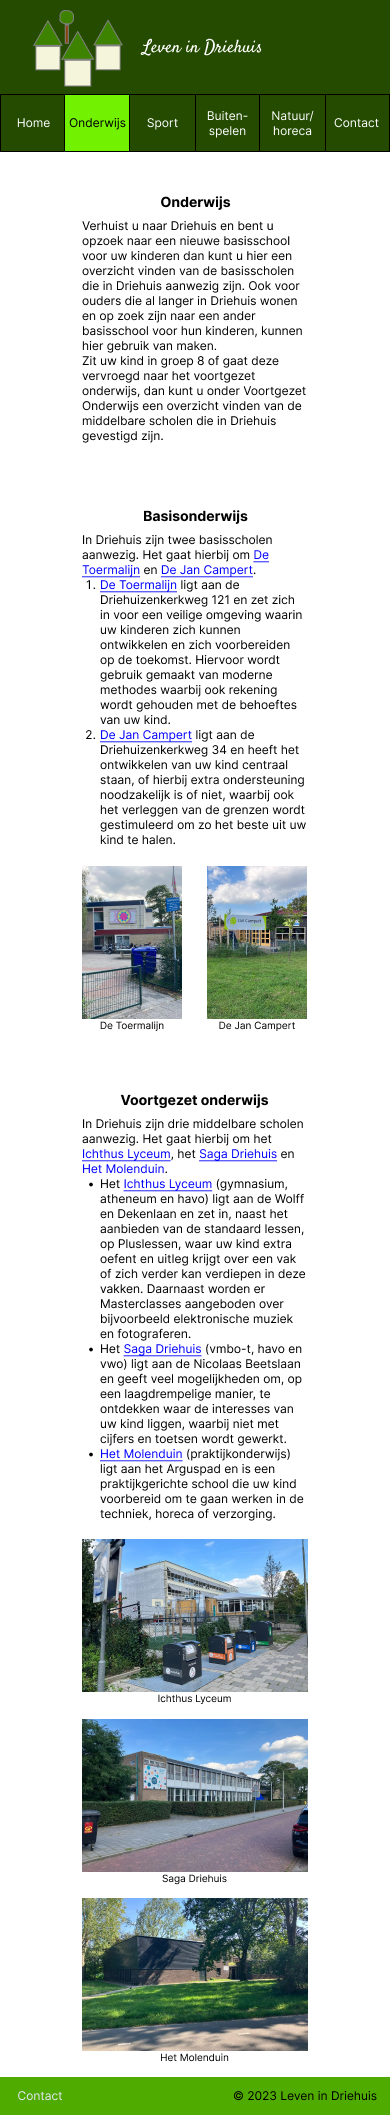 Leven in Driehuis
Home
Onderwijs
Sport
Buiten-
spelen
Natuur/
horeca
Contact
Onderwijs
Verhuist u naar Driehuis en bent u
opzoek naar een nieuwe basisschool
voor uw kinderen dan kunt u hier een
overzicht vinden van de basisscholen
die in Driehuis aanwezig zijn. Ook voor
ouders die al langer in Driehuis wonen
en op zoek zijn naar een ander
basisschool voor hun kinderen, kunnen
hier gebruik van maken.
Zit uw kind in groep 8 of gaat deze
vervroegd naar het voortgezet
onderwijs, dan kunt u onder Voortgezet
Onderwijs een overzicht vinden van de
middelbare scholen die in Driehuis
gevestigd zijn.
Basisonderwijs
In Driehuis zijn twee basisscholen
aanwezig. Het gaat hierbij om De
Toermalijn en De Jan Campert.
1. De Toermalijn ligt aan de
Driehuizenkerkweg 121 en zet zich
in voor een veilige omgeving waarin
uw kinderen zich kunnen
ontwikkelen en zich voorbereiden
op de toekomst. Hiervoor wordt
gebruik gemaakt van moderne
methodes waarbij ook rekening
wordt gehouden met de behoeftes
van uw kind.
2. De Jan Campert ligt aan de
Driehuizenkerkweg 34 en heeft het
ontwikkelen van uw kind centraal
staan, of hierbij extra ondersteuning
noodzakelijk is of niet, waarbij ook
het verleggen van de grenzen wordt
gestimuleerd om zo het beste uit uw
kind te halen.
De Toermalijn
De Jan Campert
Voortgezet onderwijs
In Driehuis zijn drie middelbare scholen
aanwezig. Het gaat hierbij om het
Ichthus Lyceum, het Saga Driehuis en
Het Molenduin.
• Het Ichthus Lyceum (gymnasium,
atheneum en havo) ligt aan de Wolff
en Dekenlaan en zet in, naast het
aanbieden van de standaard lessen,
op Pluslessen, waar uw kind extra
oefent en uitleg krijgt over een vak
of zich verder kan verdiepen in deze
vakken. Daarnaast worden er
Masterclasses aangeboden over
bijvoorbeeld elektronische muziek
en fotograferen.
• Het Saga Driehuis (vmbo-t, havo en
vwo) ligt aan de Nicolaas Beetslaan
en geeft veel mogelijkheden om, op
een laagdrempelige manier, te
ontdekken waar de interesses van
uw kind liggen, waarbij niet met
cijfers en toetsen wordt gewerkt.
• Het Molenduin (praktijkonderwijs)
ligt aan het Arguspad en is een
praktijkgerichte school die uw kind
voorbereid om te gaan werken in de
techniek, horeca of verzorging.
Ichthus Lyceum
Saga Driehuis
Het Molenduin
Contact
© 2023 Leven in Driehuis